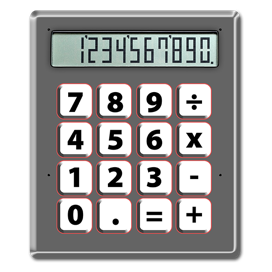 1234567890.
7 8 9 ÷
4 5 6 x
1 2 3 -
0 . = +